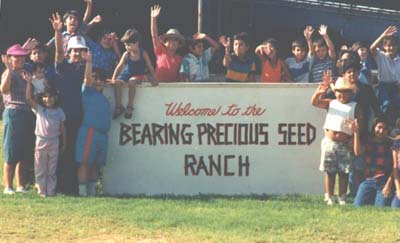 Welcome to the
BEARING PRECIOUS SEED
RANCH